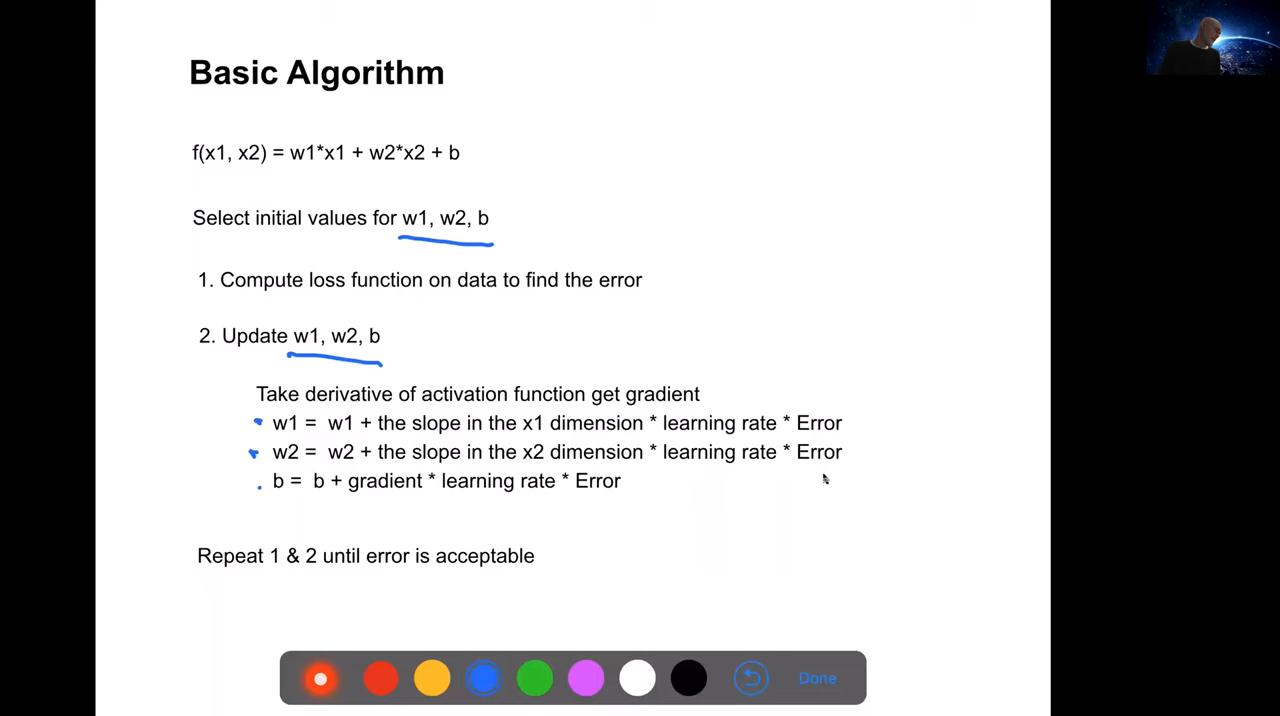 Basic Algorithm
f(x1, x2) = w1*x1 + w2*x2 + b
Select initial values for w1, w2, b
1. Compute loss function on data to find the error
2. Update w1, w2, b
Take derivative of activation function get gradient
w1 = w1 + the slope in the x1 dimension * learning rate * Error
w2 = w2 + the slope in the x2 dimension * learning rate * Error
b = b + gradient * learning rate * Error
Repeat 1 & 2 until error is acceptable
Done